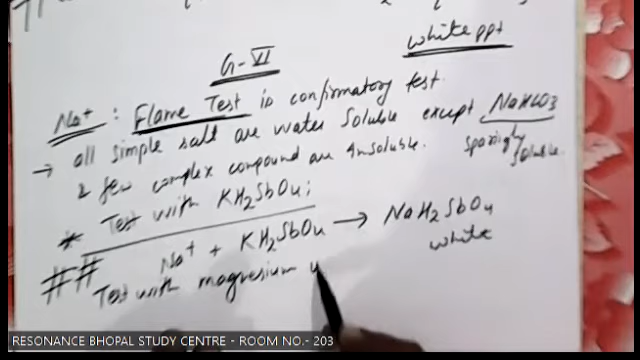 white ppt
G-VI
Na+ : Flame Test is confirmatory test.
→ all simple salt are water soluble except NaHCO3
sparingly soluble.
& few complex compound are insoluble.
* Test with KH2SbO4;
Na+ + KH2SbO4 → NaH2SbO4
white
## Test with magnesium u
RESONANCE BHOPAL STUDY CENTRE - ROOM NO.- 203